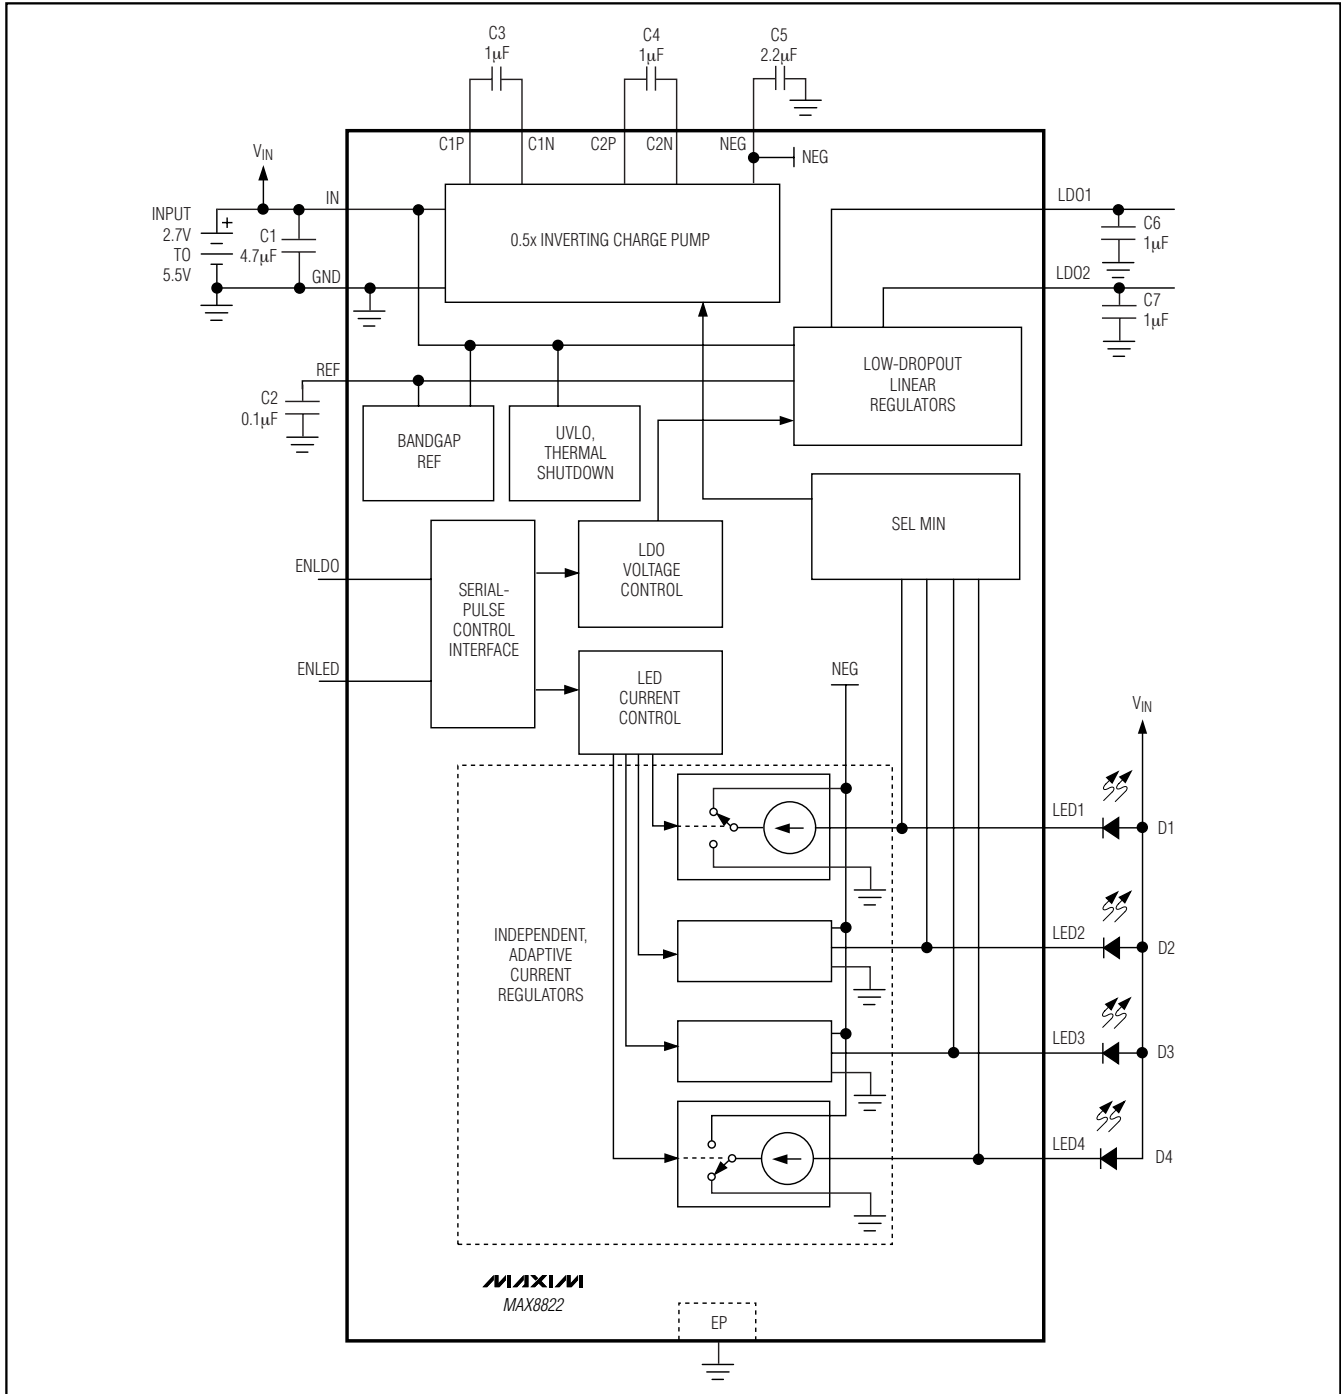 C3
1µF
C4
1µF
C5
2.2µF
C1P
C1N
C2P
C2N
NEG
NEG
VIN
IN
LDO1
INPUT
2.7V
TO
5.5V
+
C1
4.7µF
0.5x INVERTING CHARGE PUMP
C6
1µF
GND
LDO2
C7
1µF
REF
C2
0.1µF
LOW-DROPOUT
LINEAR
REGULATORS
BANDGAP
REF
UVLO,
THERMAL
SHUTDOWN
SEL MIN
ENLDO
SERIAL-
PULSE
CONTROL
INTERFACE
LDO
VOLTAGE
CONTROL
ENLED
LED
CURRENT
CONTROL
NEG
VIN
LED1
D1
INDEPENDENT,
ADAPTIVE
CURRENT
REGULATORS
LED2
D2
LED3
D3
LED4
D4
MAXIM
MAX8822
EP